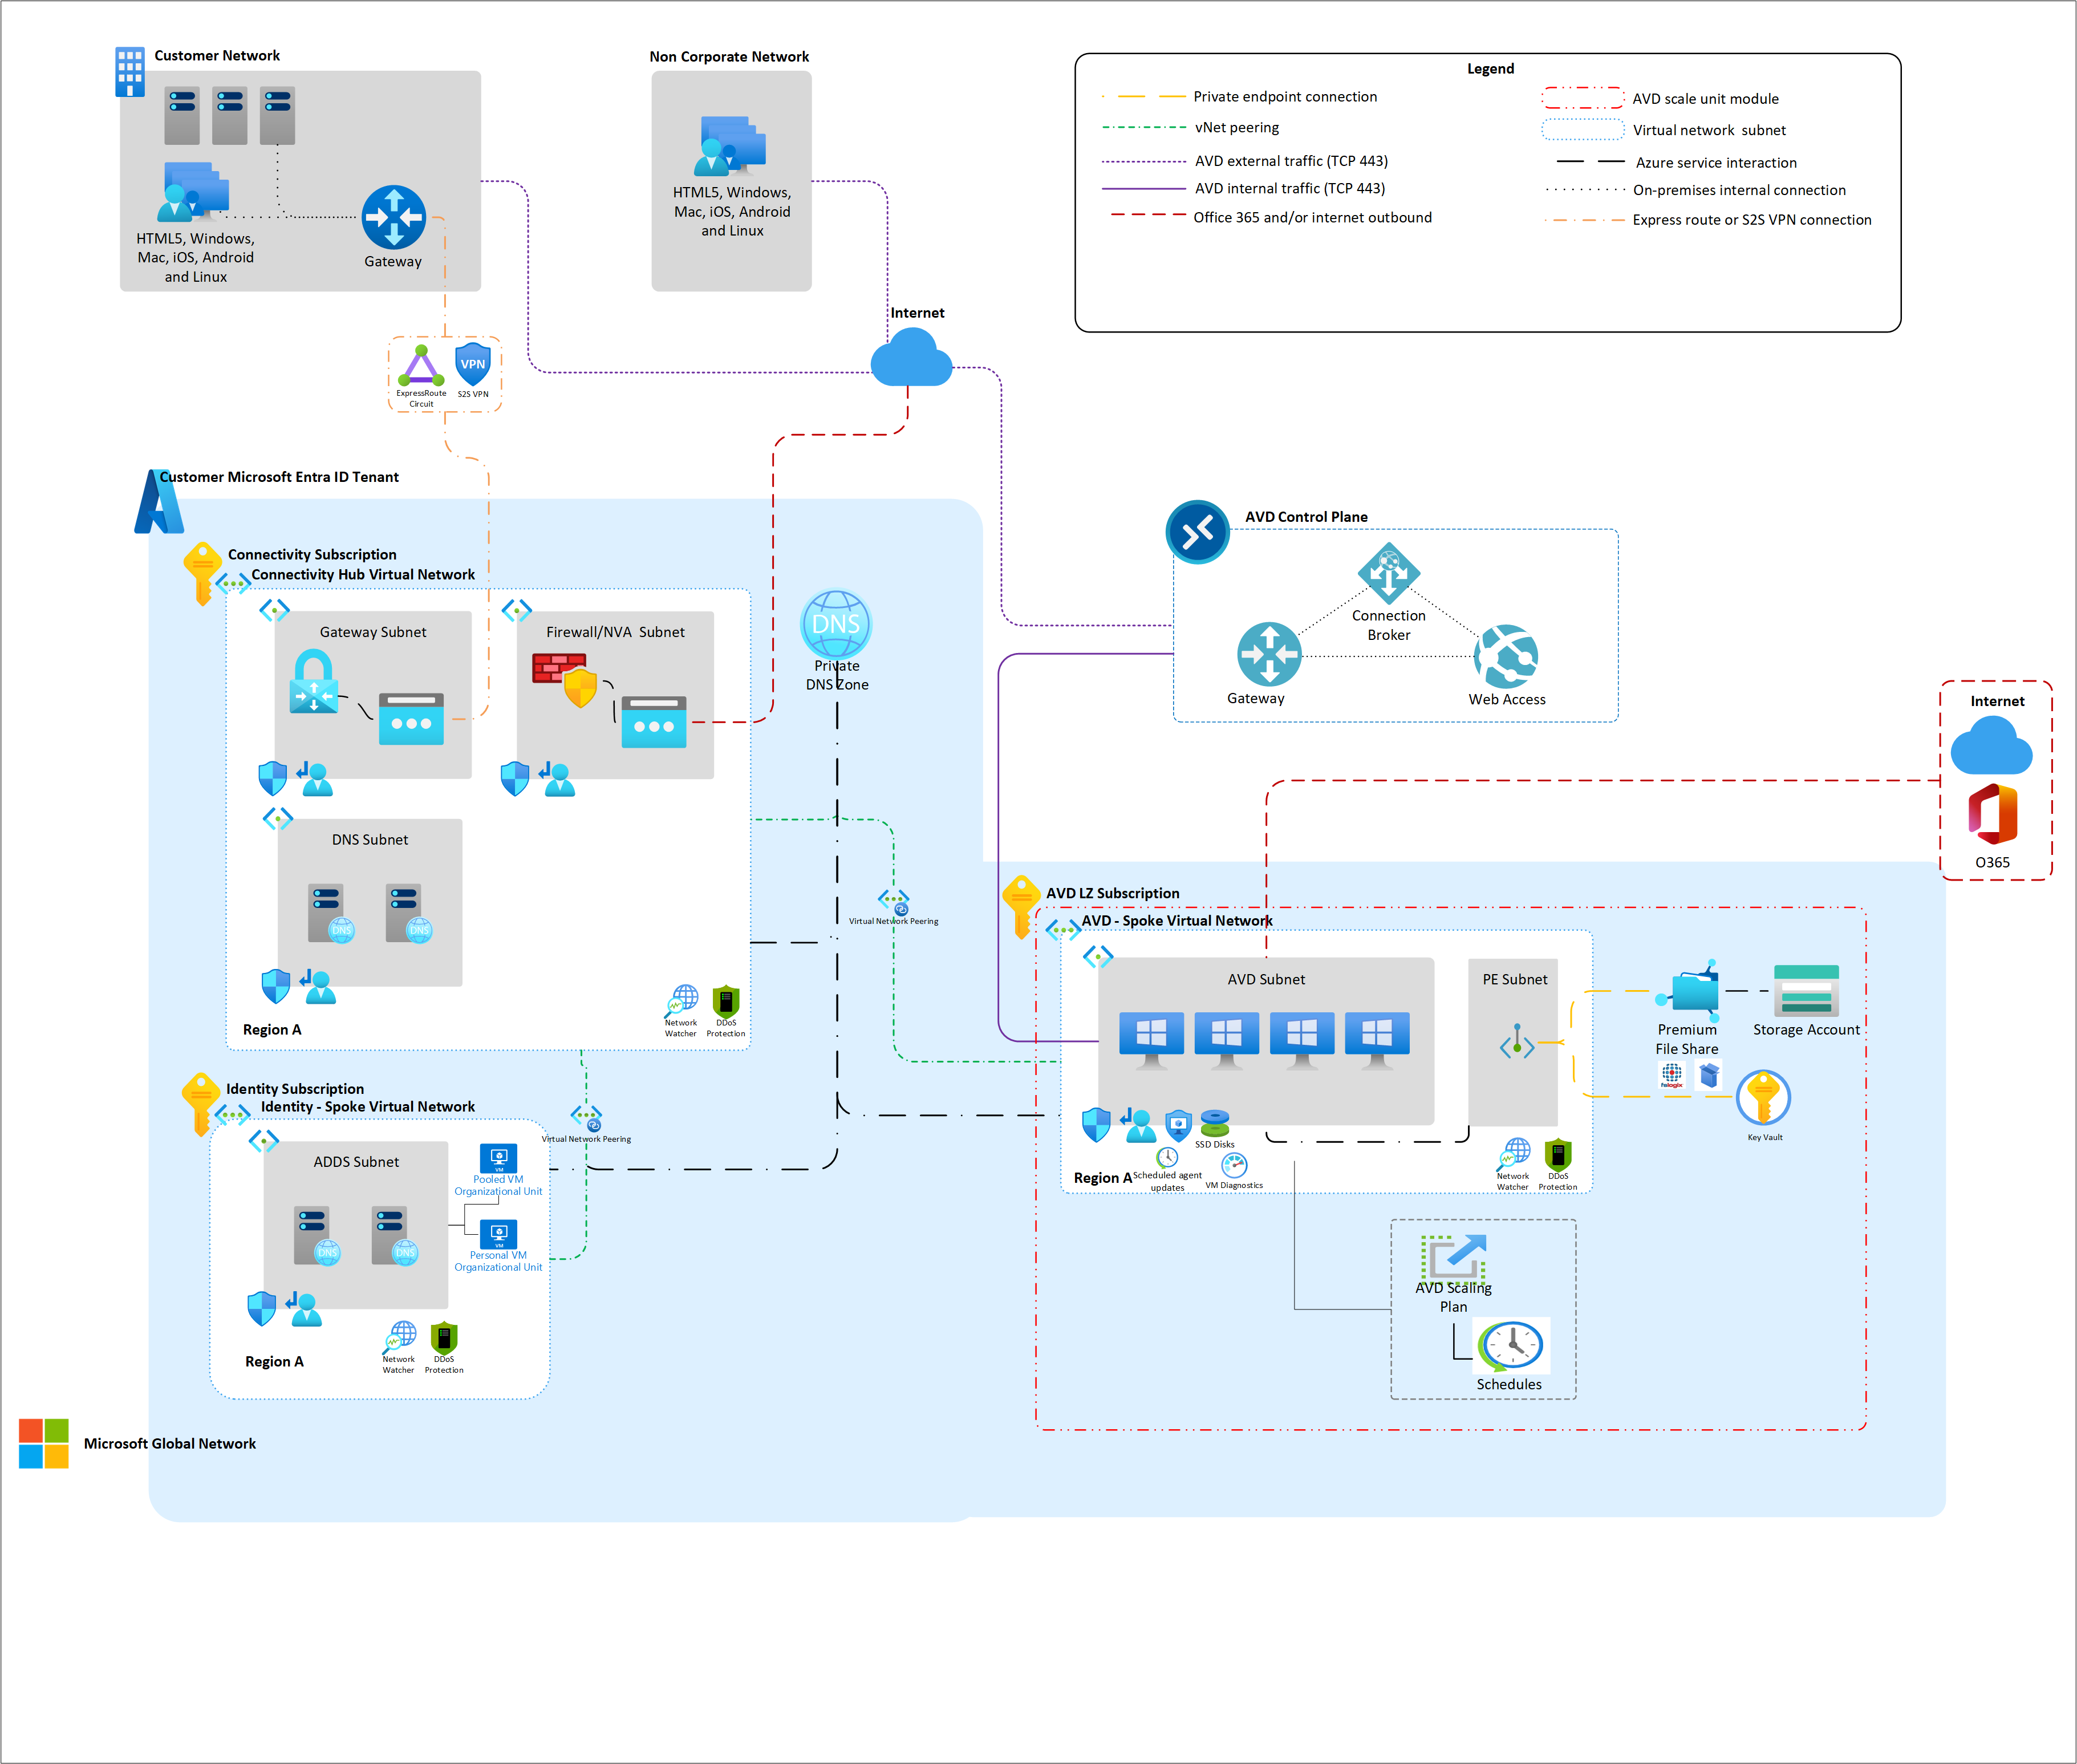 Customer Network
HTML5, Windows,
Mac, iOS, Android
and Linux
Gateway
Non Corporate Network
HTML5, Windows,
Mac, iOS, Android
and Linux
Legend
Private endpoint connection
vNet peering
AVD external traffic (TCP 443)
AVD internal traffic (TCP 443)
Office 365 and/or internet outbound
AVD scale unit module
Virtual network subnet
Azure service interaction
On-premises internal connection
Express route or S2S VPN connection
Internet
VPN
ExpressRoute
Circuit
S2S VPN
Customer Microsoft Entra ID Tenant
Connectivity Subscription
Connectivity Hub Virtual Network
Gateway Subnet
Firewall/NVA Subnet
DNS
Private
DNS Zone
DNS Subnet
DNS
DNS
Region A
Network
Watcher
DDoS
Protection
Virtual Network Peering
AVD Control Plane
Connection
Broker
Gateway
Web Access
Internet
O365
Identity Subscription
Identity - Spoke Virtual Network
ADDS Subnet
DNS
DNS
VM
Pooled VM
Organizational Unit
VM
Personal VM
Organizational Unit
Virtual Network Peering
Region A
Network
Watcher
DDoS
Protection
AVD LZ Subscription
AVD - Spoke Virtual Network
AVD Subnet
PE Subnet
Premium
File Share
fslogix
Storage Account
Key Vault
SSD Disks
Region A
Scheduled agent
updates
VM Diagnostics
Network
Watcher
DDoS
Protection
AVD Scaling
Plan
Schedules
Microsoft Global Network